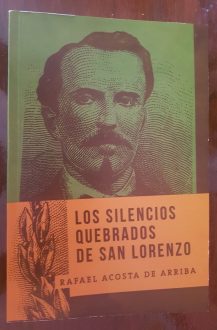 LOS SILENCIOS
QUEBRADOS
DE SAN LORENZO
RAFAEL ACOSTA DE ARRIBA